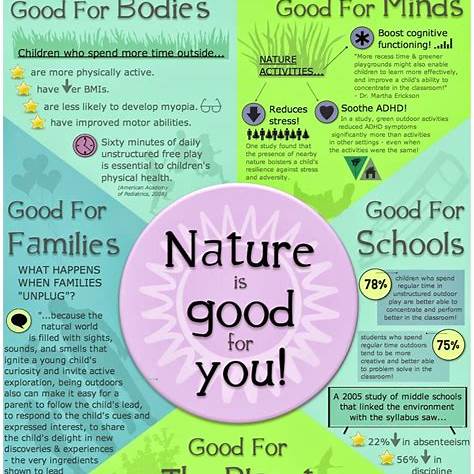 Good For Bodies
Children who spend more time outside...
are more physically active.
have er BMIs.
are less likely to develop myopia.
have improved motor abilities.
Sixty minutes of daily
unstructured free play
is essential to children's
physical health.
[American Academy
of Pediatrics, 2008]
Good For Minds
NATURE
ACTIVITIES...
Boost cognitive
functioning!
"More recess time & greener
playgrounds might also enable
children to learn more effectively,
and improve a child's ability to
concentrate in the classroom!"
- Dr. Martha Erickson
Reduces
stress!
One study found that
the presence of nearby
nature bolsters a child's
resilience against stress
and adversity.
Soothe ADHD!
In a study, green outdoor activities
reduced ADHD symptoms
significantly more than activities
in other settings - even when
the activities were the same!
Good For
Families
WHAT HAPPENS
WHEN FAMILIES
"UNPLUG"?
"...because the
natural world
is filled with sights,
sounds, and smells that
ignite a young child's
curiosity and invite active
exploration, being outdoors
also can make it easy for a
parent to follow the child's lead,
to respond to the child's cues and
expressed interest, to share
the child's delight in new
discoveries & experiences
- the very ingredients
shown to lead
Nature
is
good
for
you!
Good For
Schools
78%
children who spend
regular time in
unstructured outdoor
play are better able to
concentrate and perform
better in the classroom!
students who spend
regular time outdoors
tend to be more
creative and better able
to problem solve in the
classroom!
75%
A 2005 study of middle schools
that linked the environment
with the syllabus saw...
22% in absenteeism
56% in
discipline
Good For